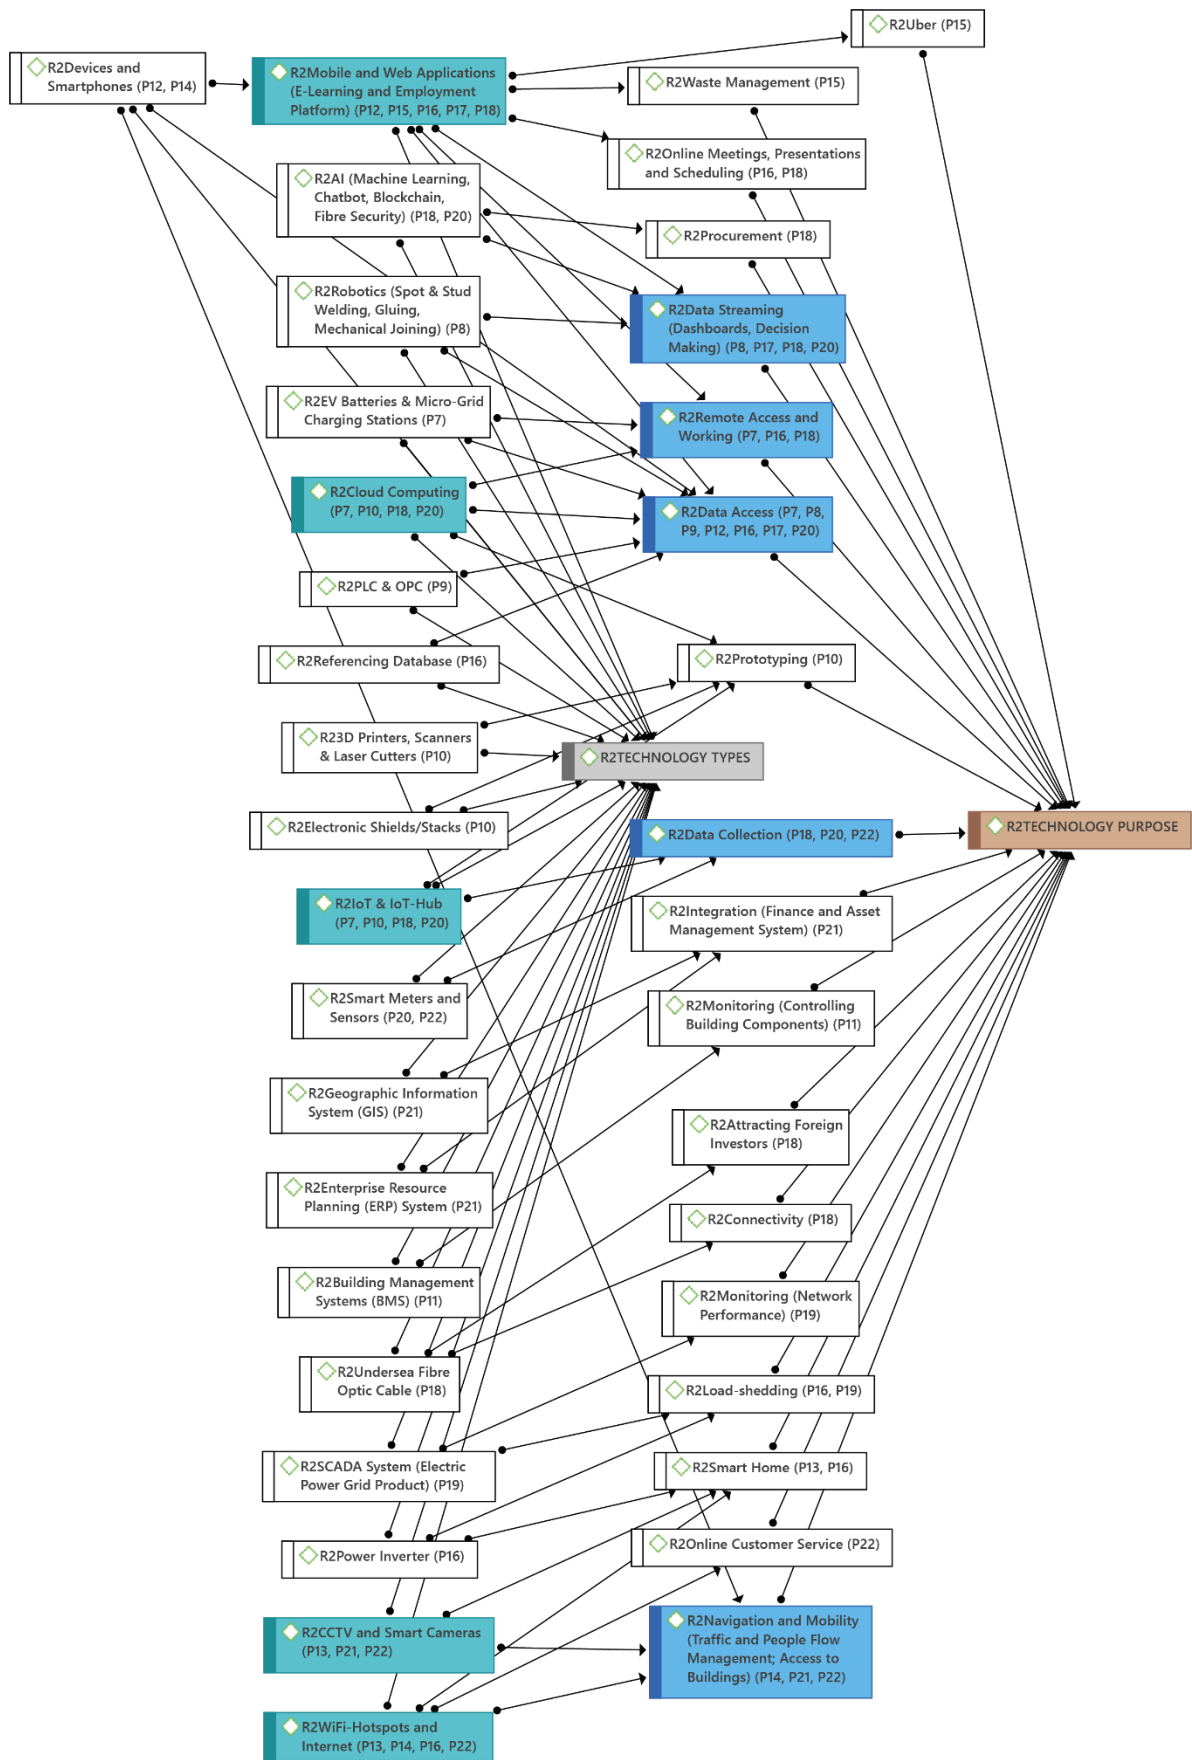 R2Uber (P15)
R2Devices and
Smartphones (P12, P14)
R2Mobile and Web Applications
(E-Learning and Employment
Platform) (P12, P15, P16, P17, P18)
R2Waste Management (P15)
R2Online Meetings, Presentations
and Scheduling (P16, P18)
R2AI (Machine Learning,
Chatbot, Blockchain,
Fibre Security) (P18, P20)
R2Procurement (P18)
R2Robotics (Spot & Stud
Welding, Gluing,
Mechanical Joining) (P8)
R2Data Streaming
(Dashboards, Decision
Making) (P8, P17, P18, P20)
R2EV Batteries & Micro-Grid
Charging Stations (P7)
R2Remote Access and
Working (P7, P16, P18)
R2Cloud Computing
(P7, P10, P18, P20)
R2Data Access (P7, P8,
P9, P12, P16, P17, P20)
R2PLC & OPC (P9)
R2Referencing Database (P16)
R2Prototyping (P10)
R23D Printers, Scanners
& Laser Cutters (P10)
R2TECHNOLOGY TYPES
R2Electronic Shields/Stacks (P10)
R2Data Collection (P18, P20, P22)
R2TECHNOLOGY PURPOSE
R2IoT & IoT-Hub
(P7, P10, P18, P20)
R2Integration (Finance and Asset
Management System) (P21)
R2Smart Meters and
Sensors (P20, P22)
R2Monitoring (Controlling
Building Components) (P11)
R2Geographic Information
System (GIS) (P21)
R2Attracting Foreign
Investors (P18)
R2Enterprise Resource
Planning (ERP) System (P21)
R2Connectivity (P18)
R2Building Management
Systems (BMS) (P11)
R2Monitoring (Network
Performance) (P19)
R2Undersea Fibre
Optic Cable (P18)
R2Load-shedding (P16, P19)
R2SCADA System (Electric
Power Grid Product) (P19)
R2Smart Home (P13, P16)
R2Power Inverter (P16)
R2Online Customer Service (P22)
R2CCTV and Smart Cameras
(P13, P21, P22)
R2Navigation and Mobility
(Traffic and People Flow
Management; Access to
Buildings) (P14, P21, P22)
R2WiFi-Hotspots and
Internet (P13, P14, P16, P22)